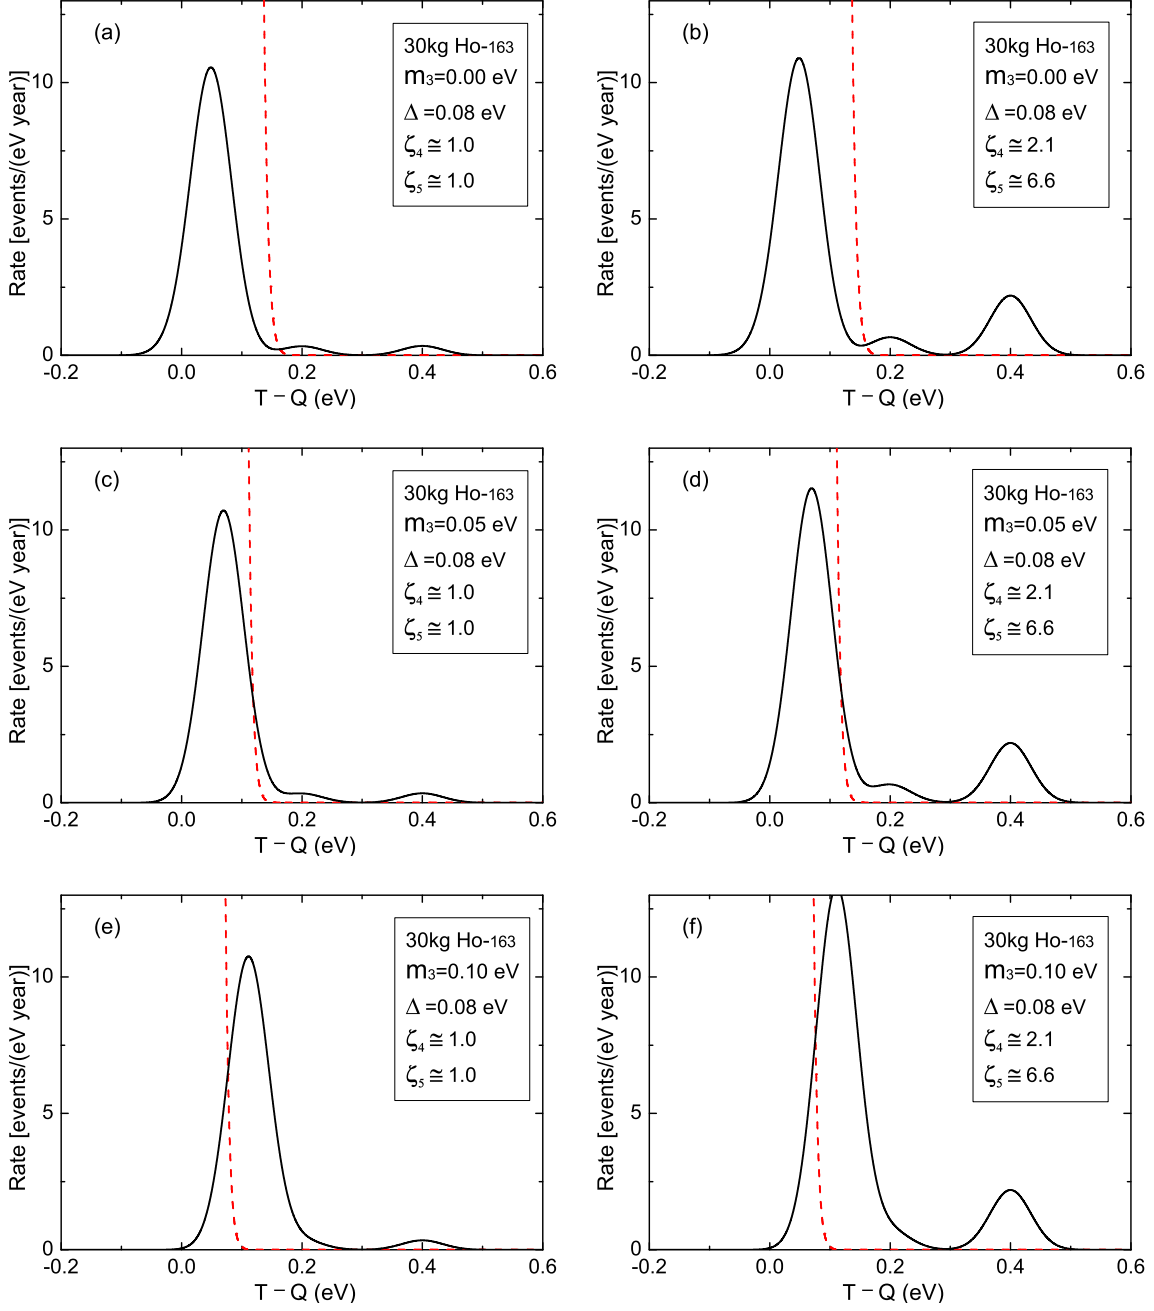 (a)
30kg Ho-163
m₃=0.00 eV
Δ =0.08 eV
ζ₄ ≅ 1.0
ζ₅ ≅ 1.0
Rate [events/(eV year)]
10
5
0
-0.2 0.0 0.2 0.4 0.6
T − Q (eV)
(b)
30kg Ho-163
m₃=0.00 eV
Δ =0.08 eV
ζ₄ ≅ 2.1
ζ₅ ≅ 6.6
Rate [events/(eV year)]
10
5
0
-0.2 0.0 0.2 0.4 0.6
T − Q (eV)
(c)
30kg Ho-163
m₃=0.05 eV
Δ =0.08 eV
ζ₄ ≅ 1.0
ζ₅ ≅ 1.0
Rate [events/(eV year)]
10
5
0
-0.2 0.0 0.2 0.4 0.6
T − Q (eV)
(d)
30kg Ho-163
m₃=0.05 eV
Δ =0.08 eV
ζ₄ ≅ 2.1
ζ₅ ≅ 6.6
Rate [events/(eV year)]
10
5
0
-0.2 0.0 0.2 0.4 0.6
T − Q (eV)
(e)
30kg Ho-163
m₃=0.10 eV
Δ =0.08 eV
ζ₄ ≅ 1.0
ζ₅ ≅ 1.0
Rate [events/(eV year)]
10
5
0
-0.2 0.0 0.2 0.4 0.6
T − Q (eV)
(f)
30kg Ho-163
m₃=0.10 eV
Δ =0.08 eV
ζ₄ ≅ 2.1
ζ₅ ≅ 6.6
Rate [events/(eV year)]
10
5
0
-0.2 0.0 0.2 0.4 0.6
T − Q (eV)